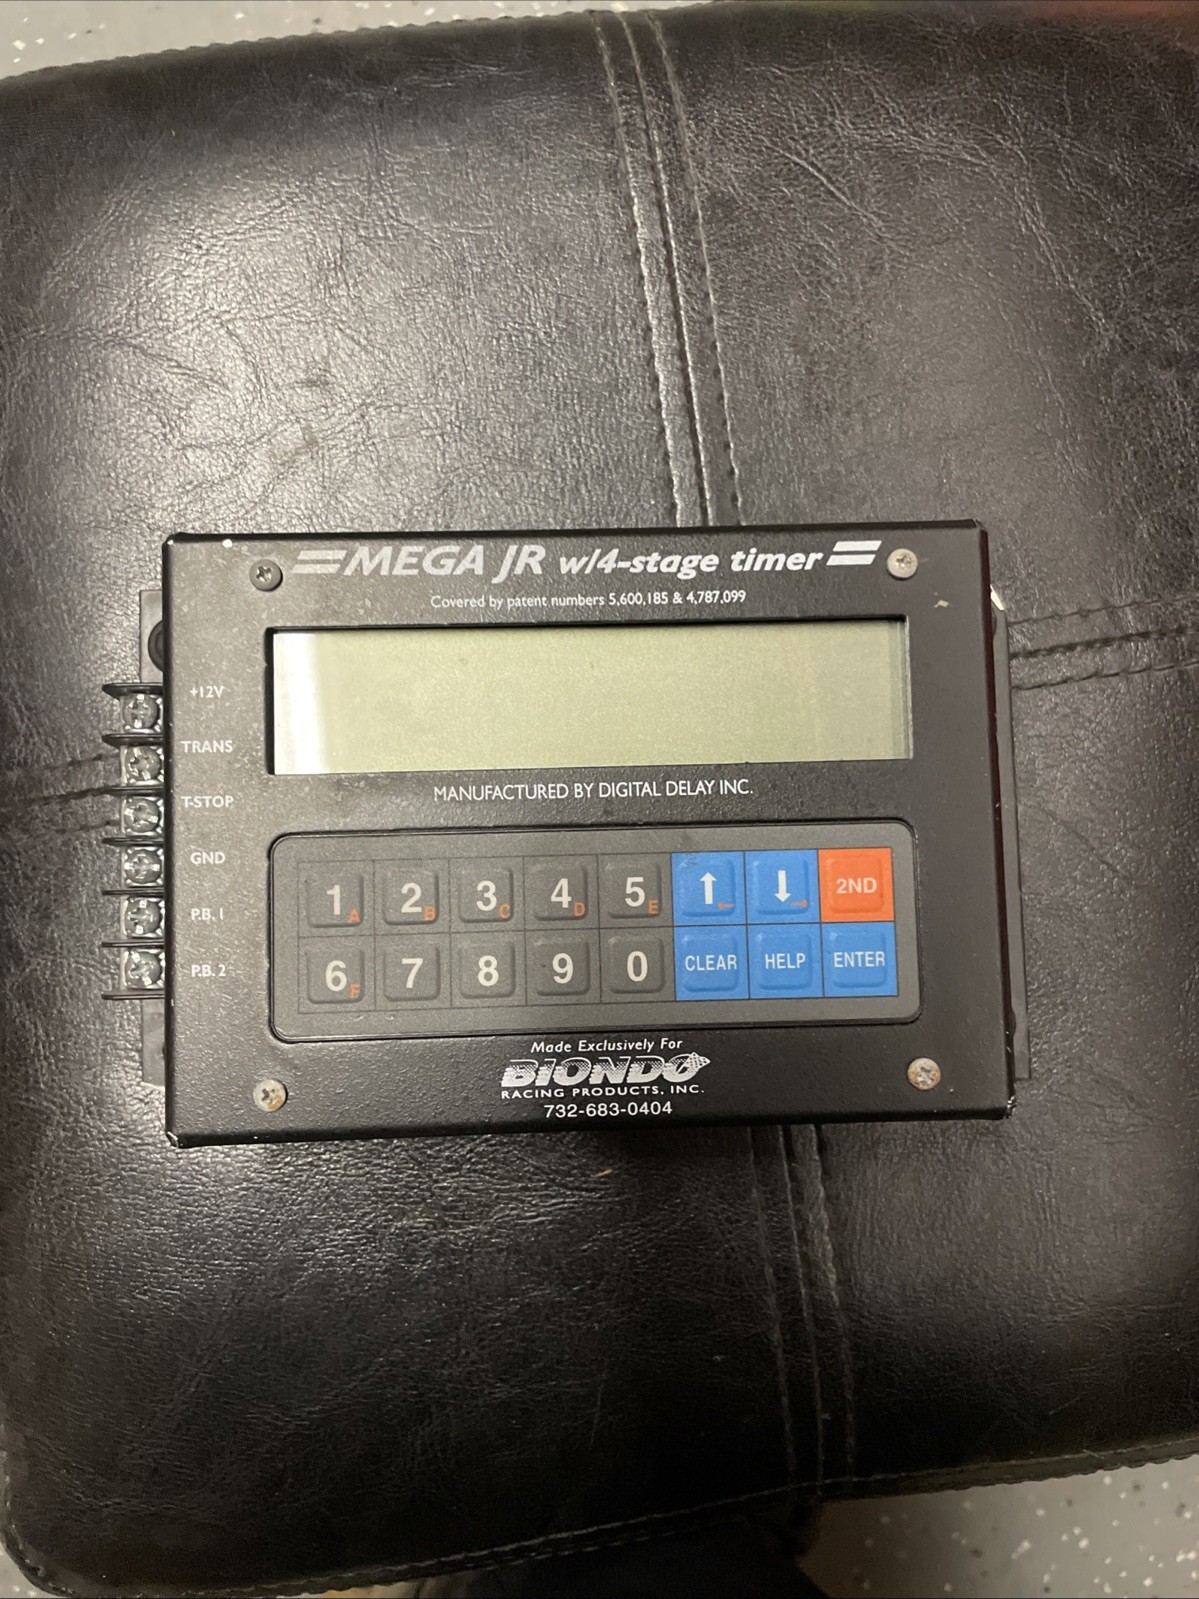 MEGA JR w/4-stage timer
Covered by patent numbers 5,600,185 & 4,787,099
+12V
TRANS
T-STOP
GND
P.B. 1
P.B. 2
MANUFACTURED BY DIGITAL DELAY INC.
1 A 2 B 3 C 4 D 5 E ↑ ← ↓ → 2ND
6 F 7 8 9 0 CLEAR HELP ENTER
Made Exclusively For
BIONDO
RACING PRODUCTS, INC.
732-683-0404